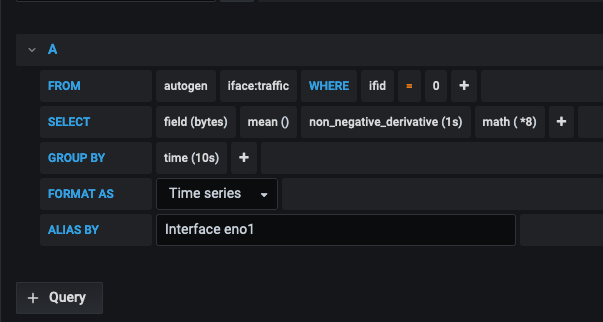 A
FROM autogen iface:traffic WHERE ifid = 0 +
SELECT field (bytes) mean () non_negative_derivative (1s) math ( *8) +
GROUP BY time (10s) +
FORMAT AS Time series
ALIAS BY Interface eno1
+ Query